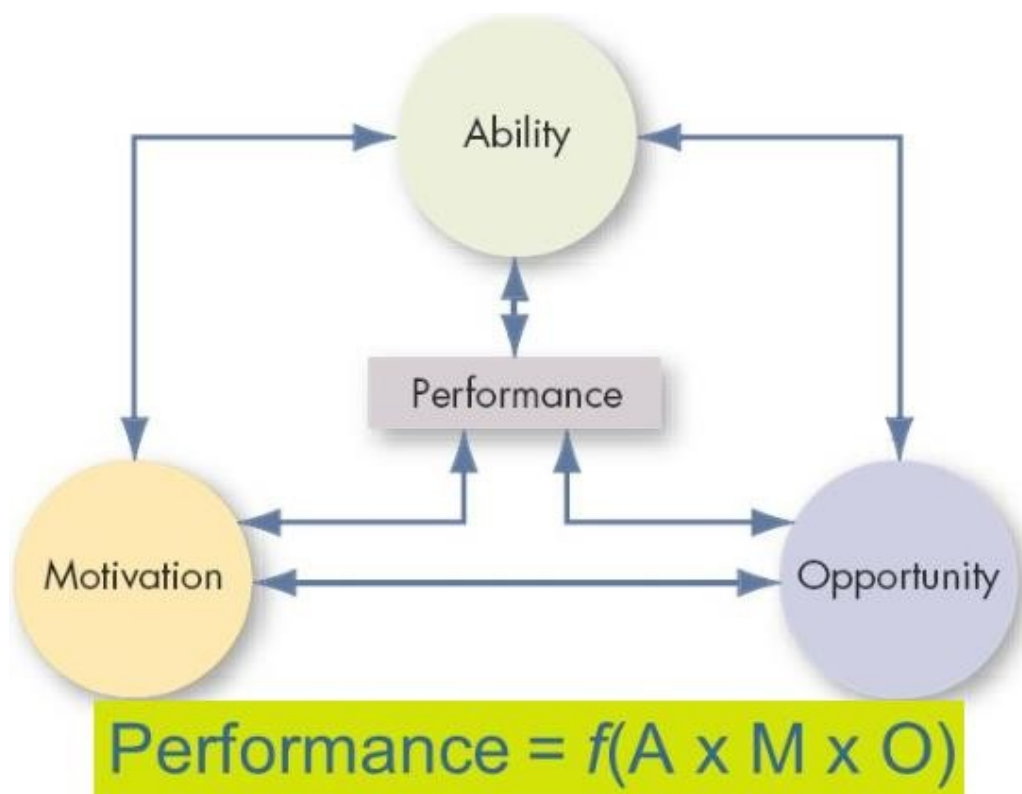 Ability
Performance
Motivation
Opportunity
Performance = f(A x M x O)